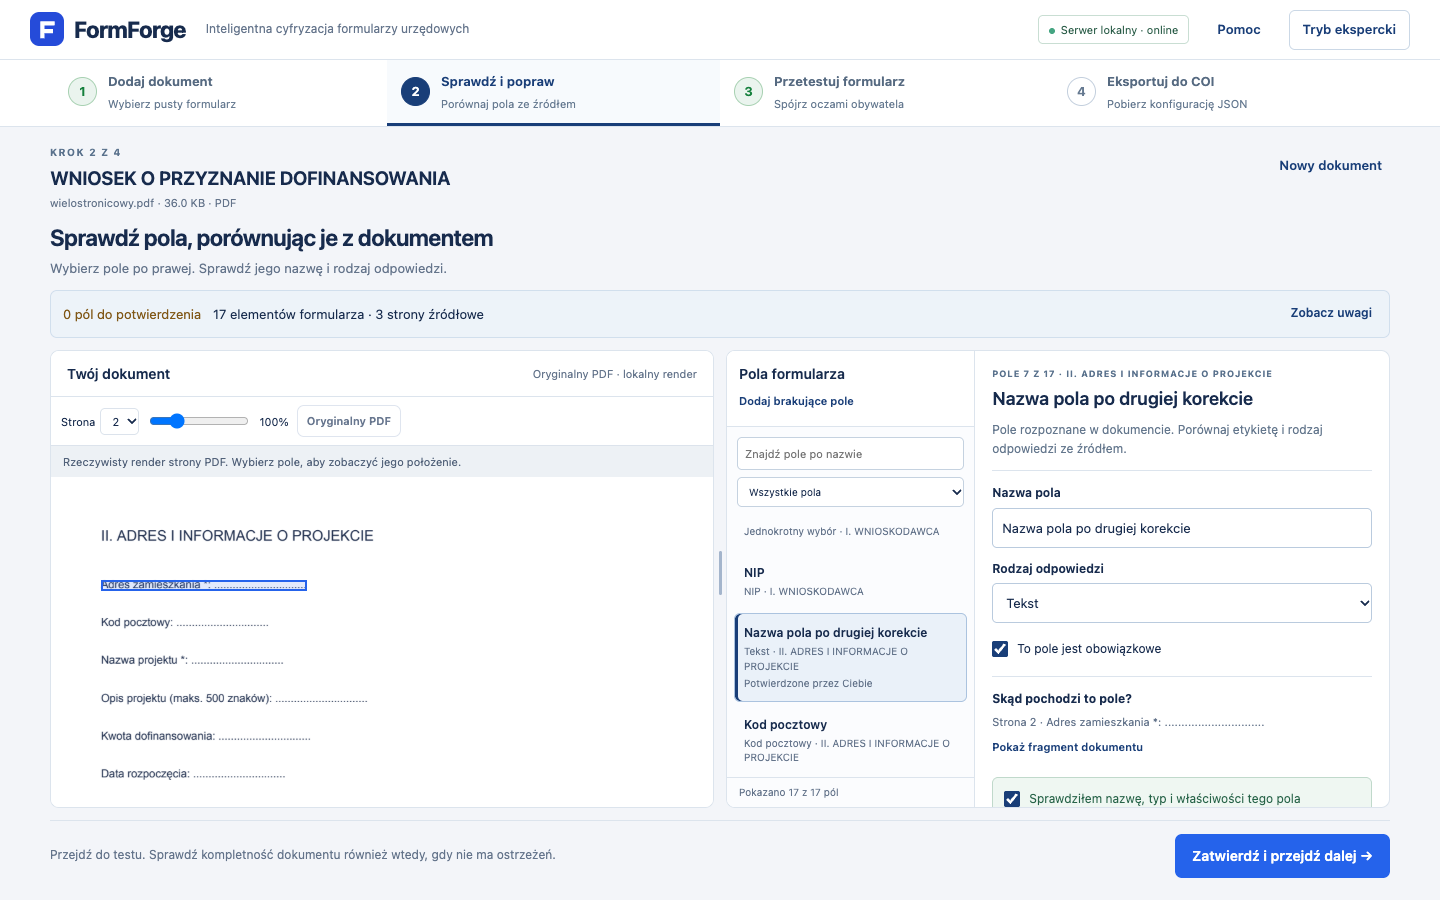 F FormForge
Inteligentna cyfryzacja formularzy urzędowych
Serwer lokalny · online
Pomoc
Tryb ekspercki
1
Dodaj dokument
Wybierz pusty formularz
2
Sprawdź i popraw
Porównaj pola ze źródłem
3
Przetestuj formularz
Spójrz oczami obywatela
4
Eksportuj do COI
Pobierz konfigurację JSON
KROK 2 Z 4
WNIOSEK O PRZYZNANIE DOFINANSOWANIA
wielostronicowy.pdf · 36.0 KB · PDF
Nowy dokument
Sprawdź pola, porównując je z dokumentem
Wybierz pole po prawej. Sprawdź jego nazwę i rodzaj odpowiedzi.
0 pól do potwierdzenia 17 elementów formularza · 3 strony źródłowe
Zobacz uwagi
Twój dokument
Oryginalny PDF · lokalny render
Strona 2 100% Oryginalny PDF
Rzeczywisty render strony PDF. Wybierz pole, aby zobaczyć jego położenie.
II. ADRES I INFORMACJE O PROJEKCIE
Adres zamieszkania *: ..............................
Kod pocztowy: ..............................
Nazwa projektu *: ..............................
Opis projektu (maks. 500 znaków): ..............................
Kwota dofinansowania: ..............................
Data rozpoczęcia: ..............................
Pola formularza
Dodaj brakujące pole
Znajdź pole po nazwie
Wszystkie pola
Jednokrotny wybór · I. WNIOSKODAWCA
NIP
NIP · I. WNIOSKODAWCA
Nazwa pola po drugiej korekcie
Tekst · II. ADRES I INFORMACJE O
PROJEKCIE
Potwierdzone przez Ciebie
Kod pocztowy
Kod pocztowy · II. ADRES I INFORMACJE O
PROJEKCIE
Pokazano 17 z 17 pól
POLE 7 Z 17 · II. ADRES I INFORMACJE O PROJEKCIE
Nazwa pola po drugiej korekcie
Pole rozpoznane w dokumencie. Porównaj etykietę i rodzaj
odpowiedzi ze źródłem.
Nazwa pola
Nazwa pola po drugiej korekcie
Rodzaj odpowiedzi
Tekst
To pole jest obowiązkowe
Skąd pochodzi to pole?
Strona 2 · Adres zamieszkania *: ..............................
Pokaż fragment dokumentu
Sprawdziłem nazwę, typ i właściwości tego pola
Przejdź do testu. Sprawdź kompletność dokumentu również wtedy, gdy nie ma ostrzeżeń.
Zatwierdź i przejdź dalej →